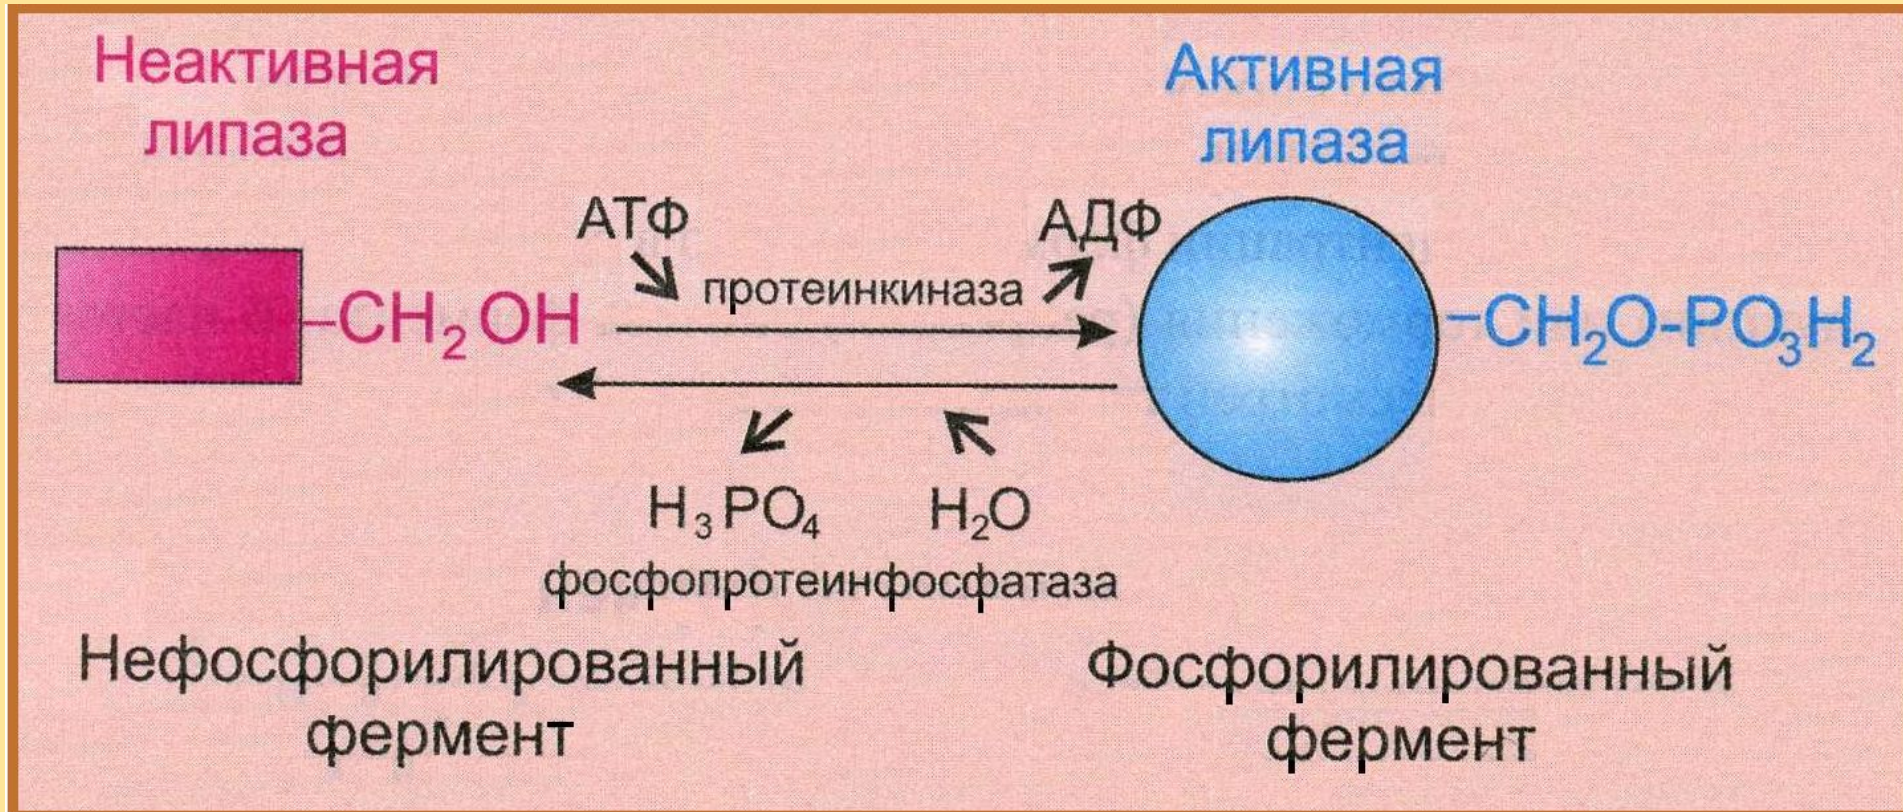 Неактивная
липаза
Активная
липаза
АТФ
АДФ
протеинкиназа
–CH₂OH
–CH₂O-PO₃H₂
H₃PO₄
H₂O
фосфопротеинфосфатаза
Нефосфорилированный
фермент
Фосфорилированный
фермент